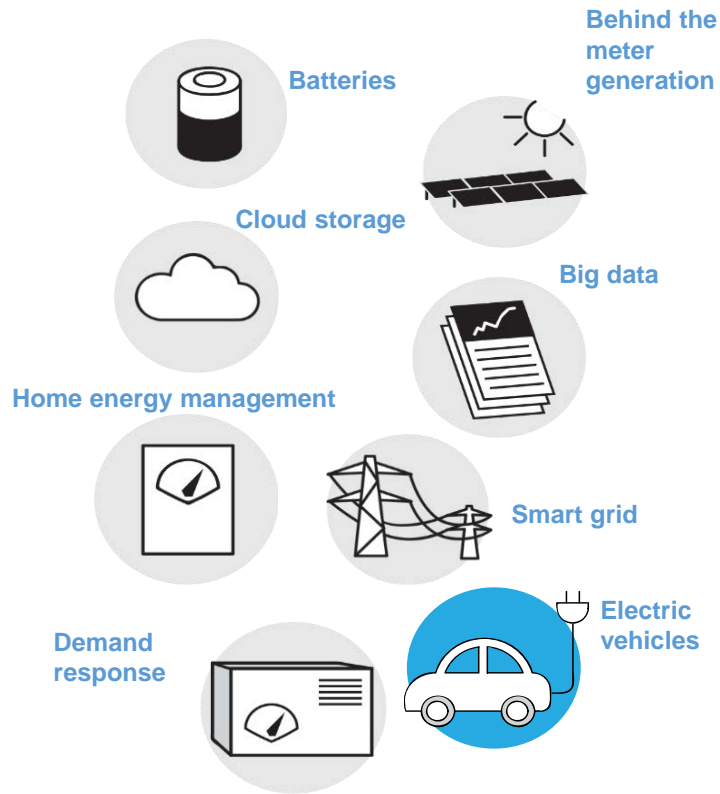 Behind the
meter
generation
Batteries
Cloud storage
Big data
Home energy management
Smart grid
Electric
vehicles
Demand
response